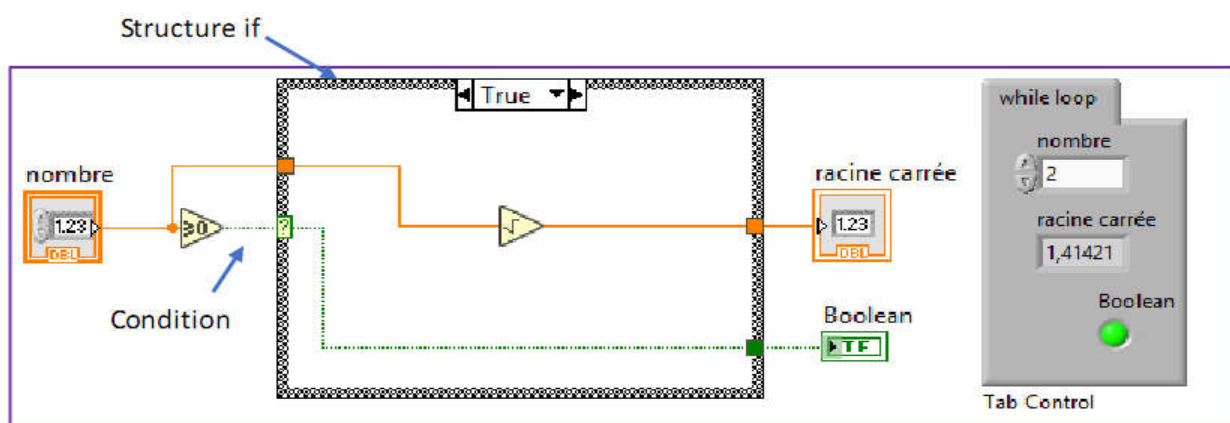 Structure if
True
while loop
nombre
2
nombre
racine carrée
1.23
DBL
≥0
?
√
1.23
DBL
racine carrée
1,41421
Condition
Boolean
TF
Boolean
Tab Control